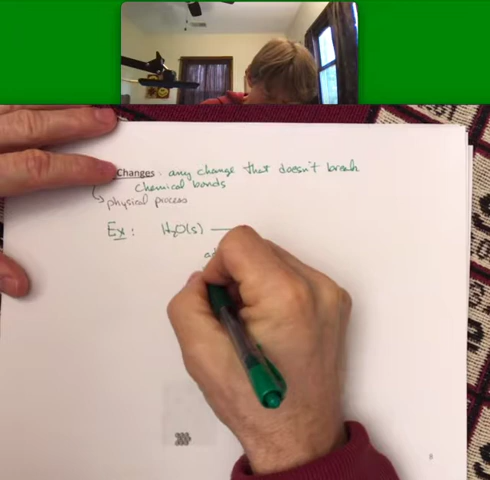 Changes: any change that doesn't break
chemical bonds
physical process
Ex: H₂O(s)